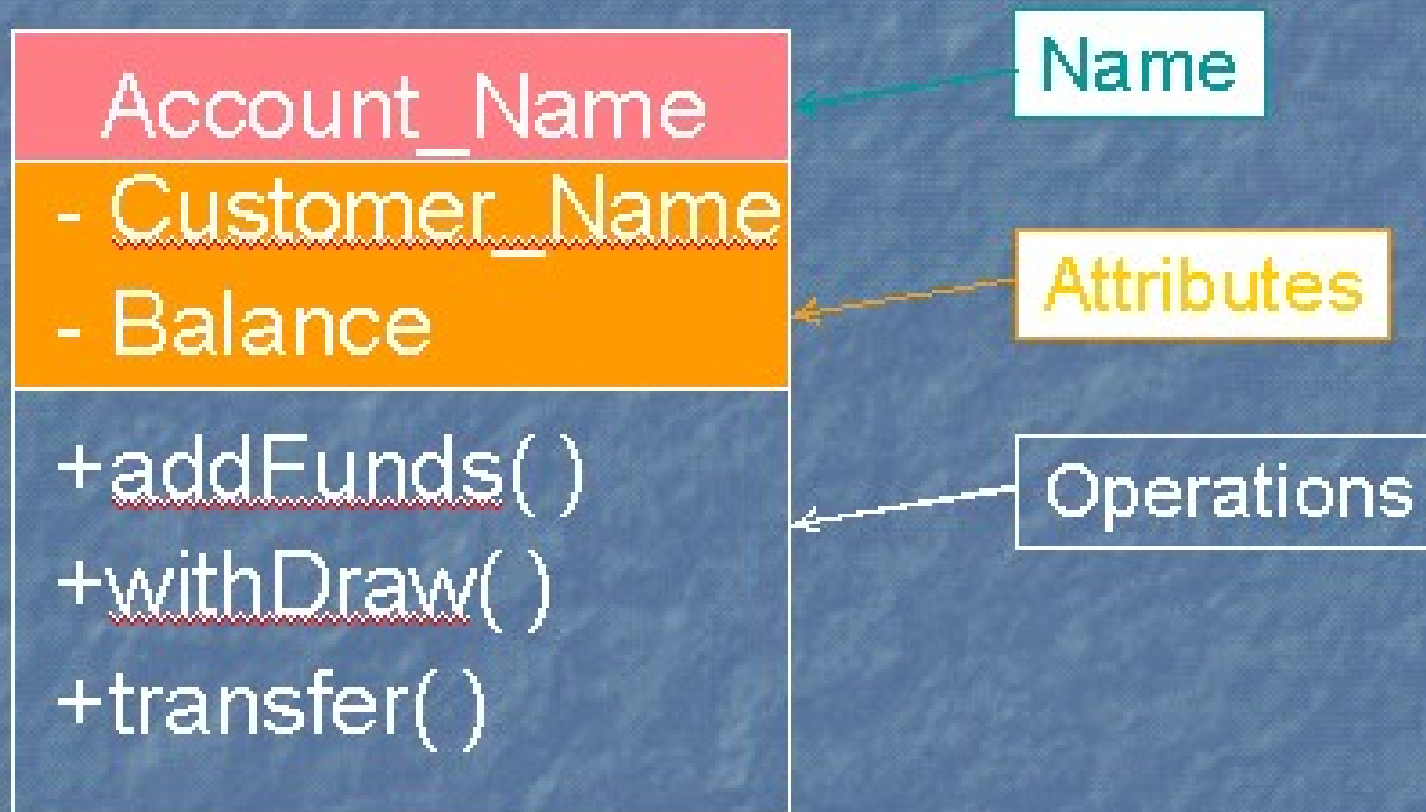 Account_Name
- Customer_Name
- Balance
+addFunds( )
+withDraw( )
+transfer( )
Name
Attributes
Operations